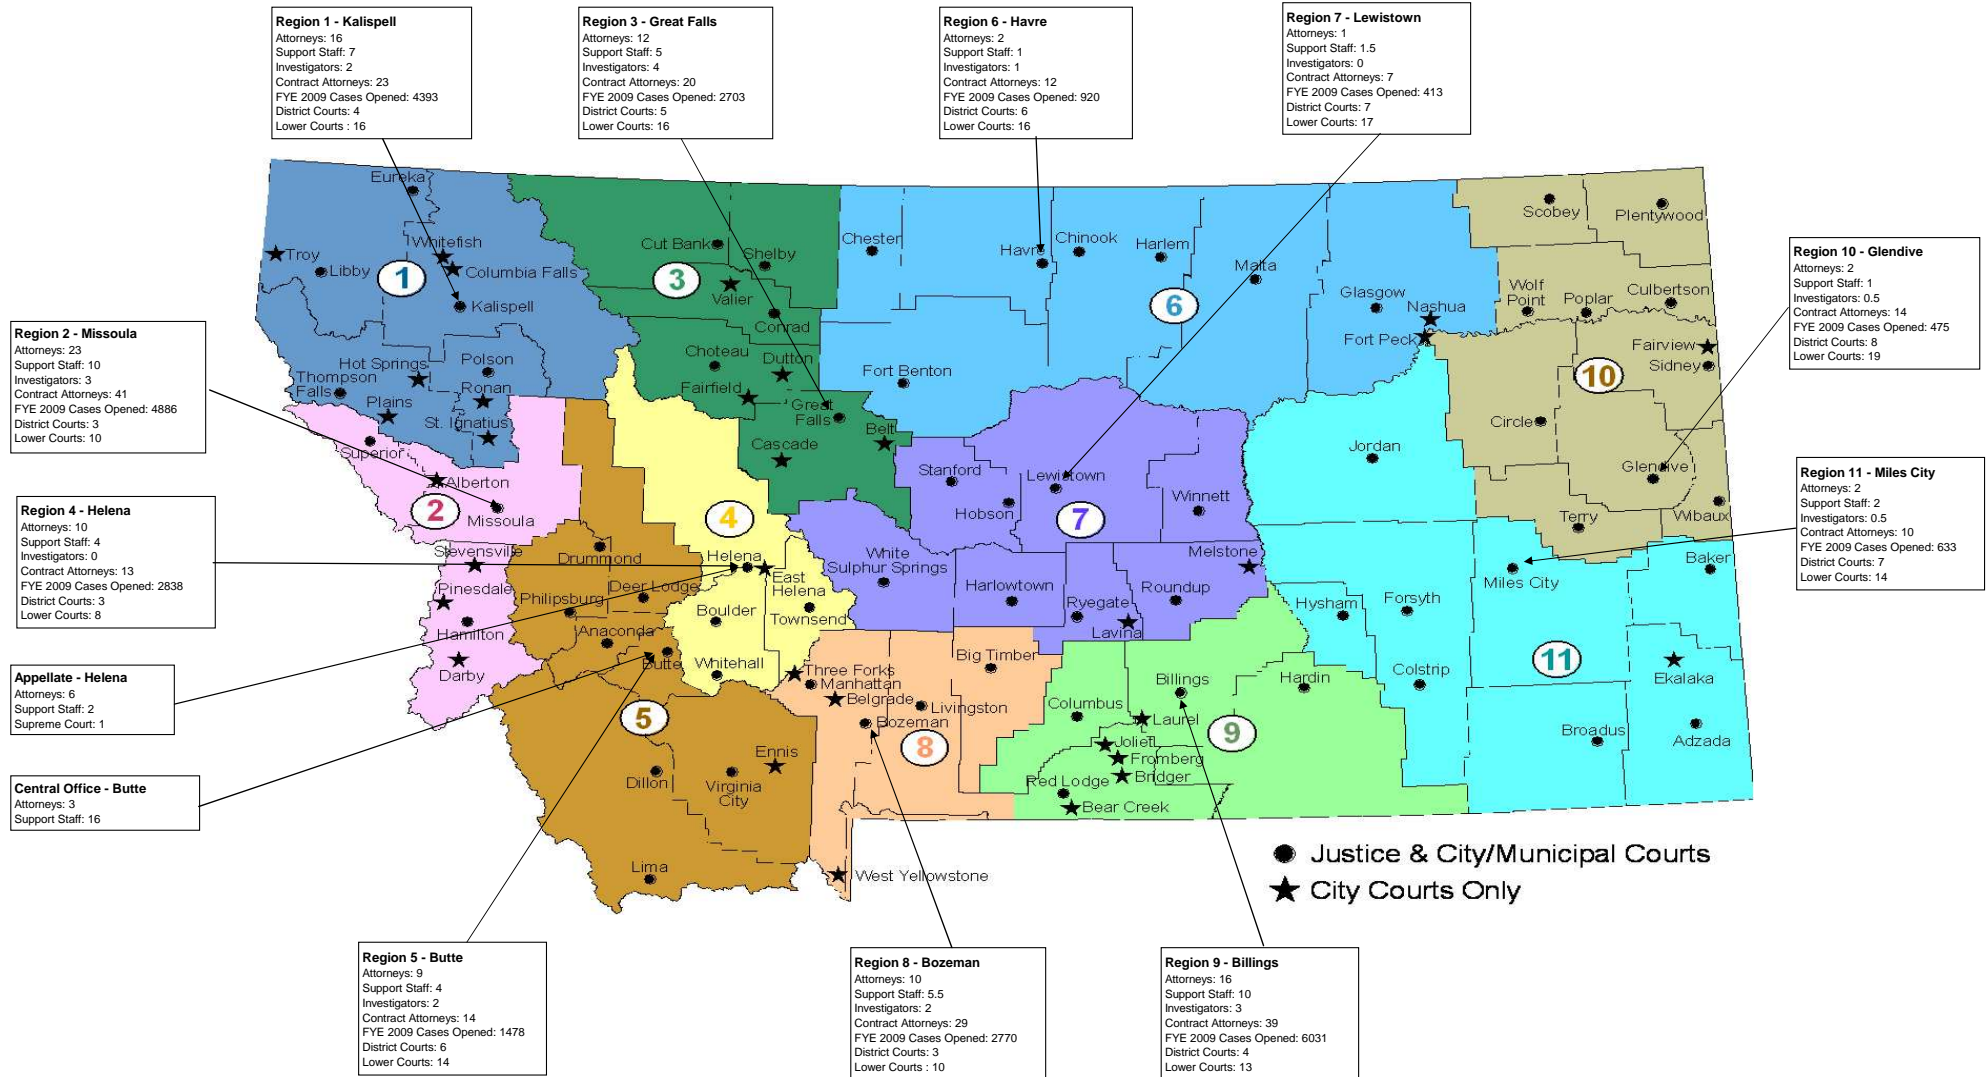 Region 1 - Kalispell
Attorneys: 16
Support Staff: 7
Investigators: 2
Contract Attorneys: 23
FYE 2009 Cases Opened: 4393
District Courts: 4
Lower Courts : 16
Region 3 - Great Falls
Attorneys: 12
Support Staff: 5
Investigators: 4
Contract Attorneys: 20
FYE 2009 Cases Opened: 2703
District Courts: 5
Lower Courts: 16
Region 6 - Havre
Attorneys: 2
Support Staff: 1
Investigators: 1
Contract Attorneys: 12
FYE 2009 Cases Opened: 920
District Courts: 6
Lower Courts: 16
Region 7 - Lewistown
Attorneys: 1
Support Staff: 1.5
Investigators: 0
Contract Attorneys: 7
FYE 2009 Cases Opened: 413
District Courts: 7
Lower Courts: 17
Region 10 - Glendive
Attorneys: 2
Support Staff: 1
Investigators: 0.5
Contract Attorneys: 14
FYE 2009 Cases Opened: 475
District Courts: 8
Lower Courts: 19
Region 2 - Missoula
Attorneys: 23
Support Staff: 10
Investigators: 3
Contract Attorneys: 41
FYE 2009 Cases Opened: 4886
District Courts: 3
Lower Courts: 10
Region 11 - Miles City
Attorneys: 2
Support Staff: 2
Investigators: 0.5
Contract Attorneys: 10
FYE 2009 Cases Opened: 633
District Courts: 7
Lower Courts: 14
Region 4 - Helena
Attorneys: 10
Support Staff: 4
Investigators: 0
Contract Attorneys: 13
FYE 2009 Cases Opened: 2838
District Courts: 3
Lower Courts: 8
Appellate - Helena
Attorneys: 6
Support Staff: 2
Supreme Court: 1
Central Office - Butte
Attorneys: 3
Support Staff: 16
Eureka
Troy
Libby
Whitefish
Columbia Falls
Kalispell
1
Hot Springs
Thompson
Falls
Plains
Polson
Ronan
St. Ignatius
Cut Bank
Shelby
3
Valier
Conrad
Choteau
Dutton
Fairfield
Great
Falls
Belt
Cascade
Chester
Havre
Chinook
Harlem
Malta
6
Glasgow
Nashua
Fort Peck
Fort Benton
Scobey
Plentywood
Wolf
Point
Poplar
Culbertson
Fairview
Sidney
10
Circle
Glendive
Terry
Wibaux
Superior
Alberton
2
Missoula
Stevensville
Pinesdale
Hamilton
Darby
4
Helena
East
Helena
Boulder
Townsend
Whitehall
Drummond
Deer Lodge
Philipsburg
Anaconda
Butte
5
Dillon
Virginia
City
Ennis
Lima
Stanford
Lewistown
Hobson
7
Winnett
White
Sulphur Springs
Harlowtown
Ryegate
Lavina
Roundup
Melstone
Three Forks
Manhattan
Belgrade
Bozeman
Big Timber
Livingston
8
West Yellowstone
Columbus
Billings
Hardin
Laurel
9
Joliet
Fromberg
Bridger
Red Lodge
Bear Creek
Jordan
Hysham
Forsyth
Colstrip
Miles City
Baker
11
Ekalaka
Broadus
Adzada
Justice & City/Municipal Courts
City Courts Only
Region 5 - Butte
Attorneys: 9
Support Staff: 4
Investigators: 2
Contract Attorneys: 14
FYE 2009 Cases Opened: 1478
District Courts: 6
Lower Courts: 14
Region 8 - Bozeman
Attorneys: 10
Support Staff: 5.5
Investigators: 2
Contract Attorneys: 29
FYE 2009 Cases Opened: 2770
District Courts: 3
Lower Courts : 10
Region 9 - Billings
Attorneys: 16
Support Staff: 10
Investigators: 3
Contract Attorneys: 39
FYE 2009 Cases Opened: 6031
District Courts: 4
Lower Courts: 13